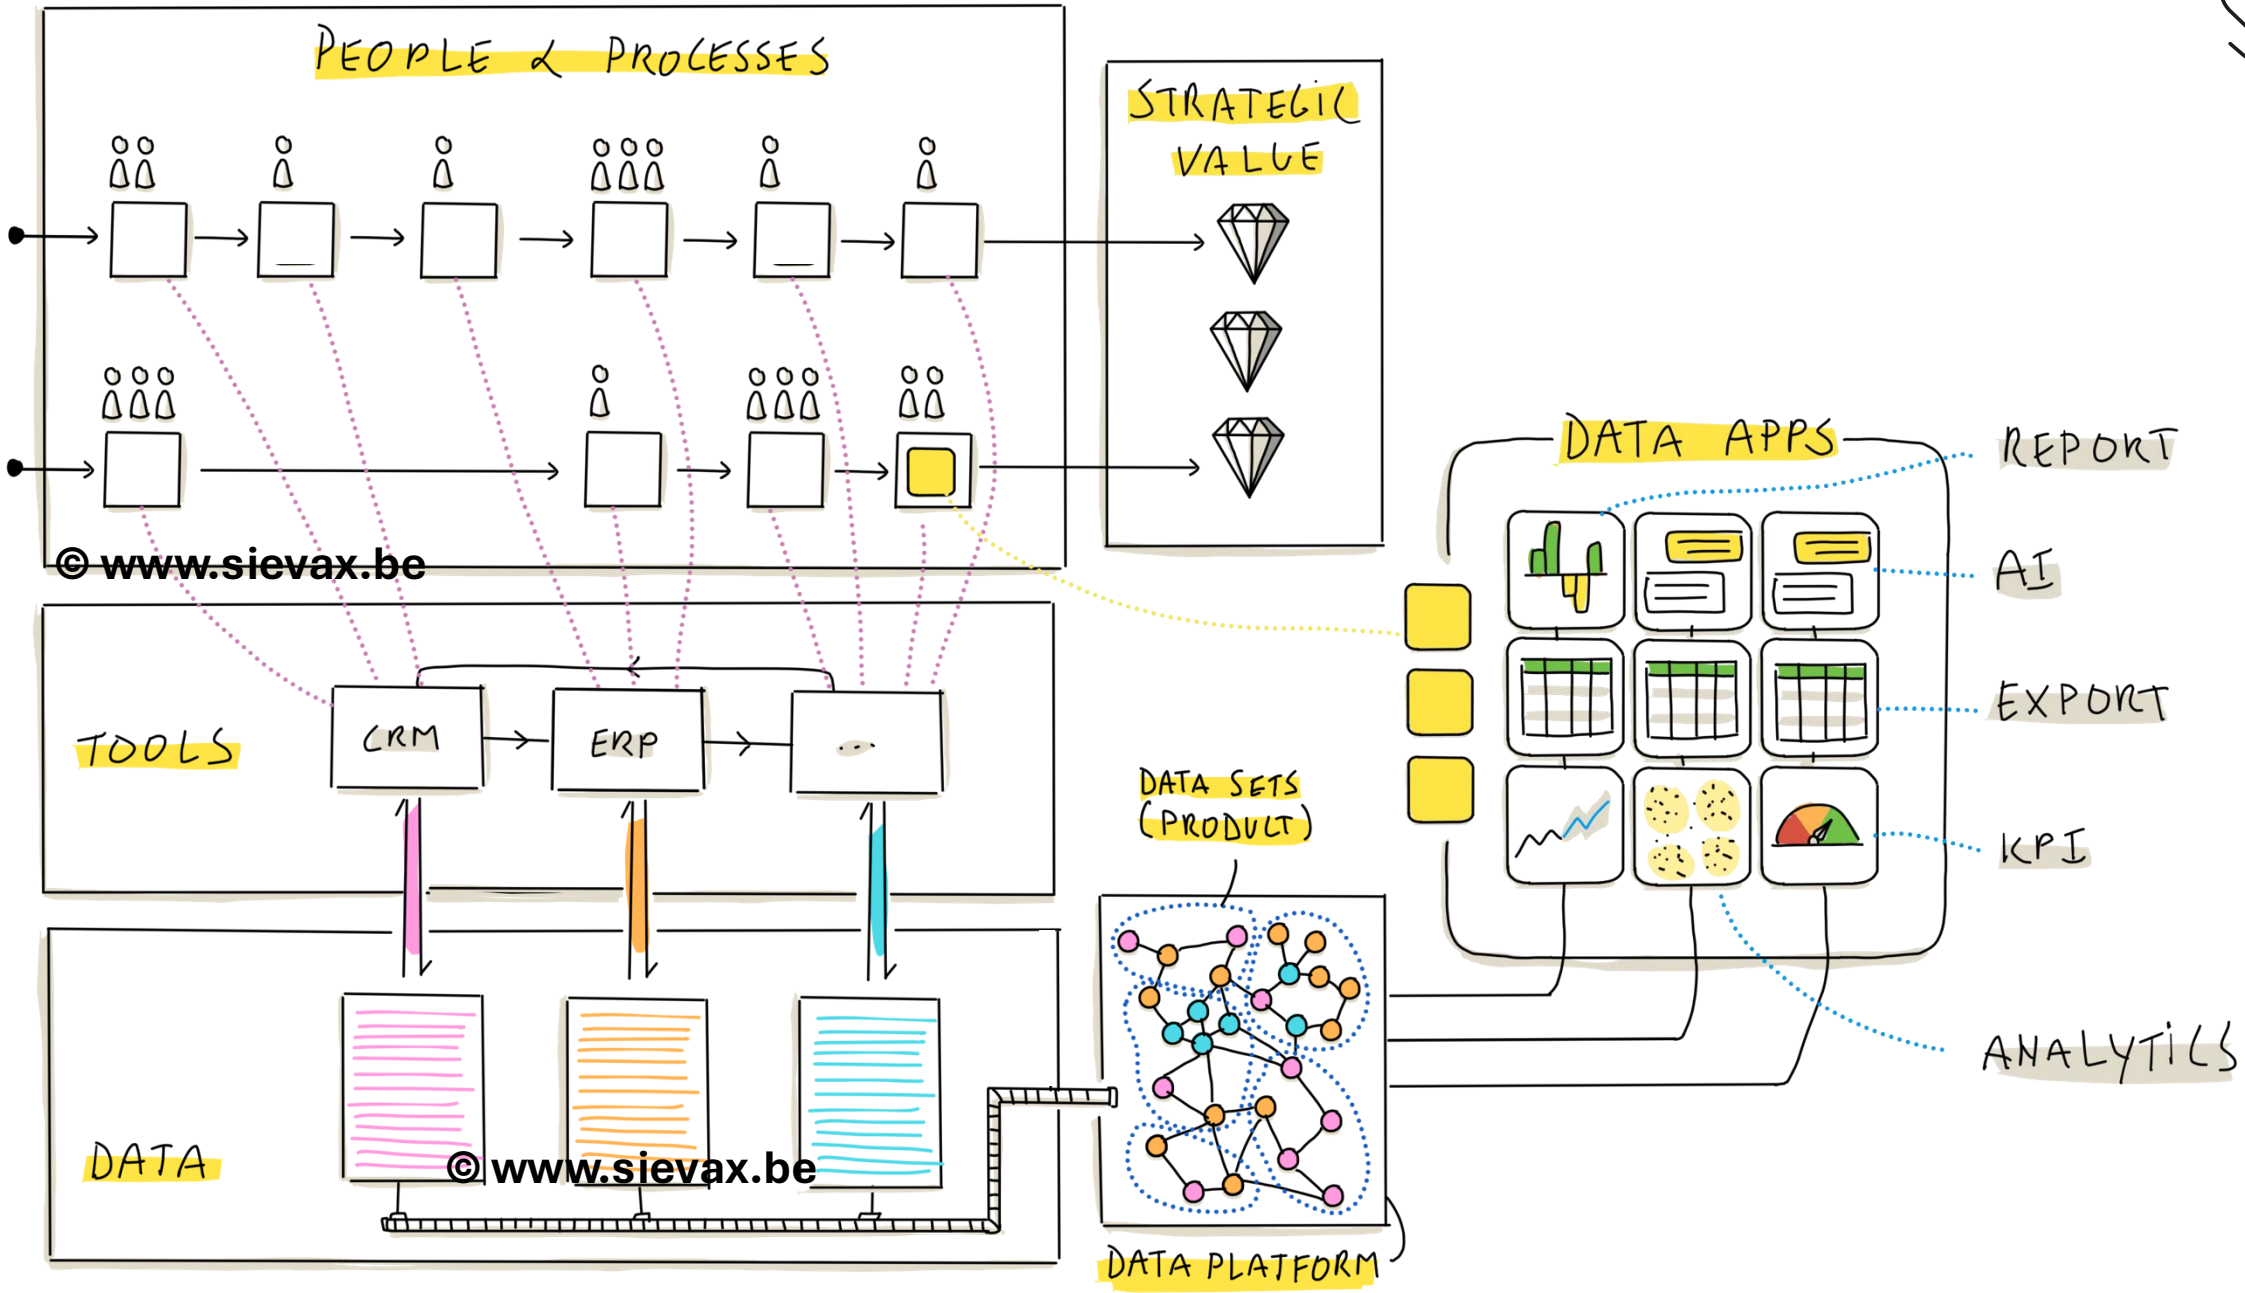 PEOPLE & PROCESSES
STRATEGIC
VALUE
© www.sievax.be
TOOLS
CRM
ERP
...
DATA SETS
(PRODUCT)
DATA APPS
REPORT
AI
EXPORT
KPI
ANALYTICS
DATA
© www.sievax.be
DATA PLATFORM